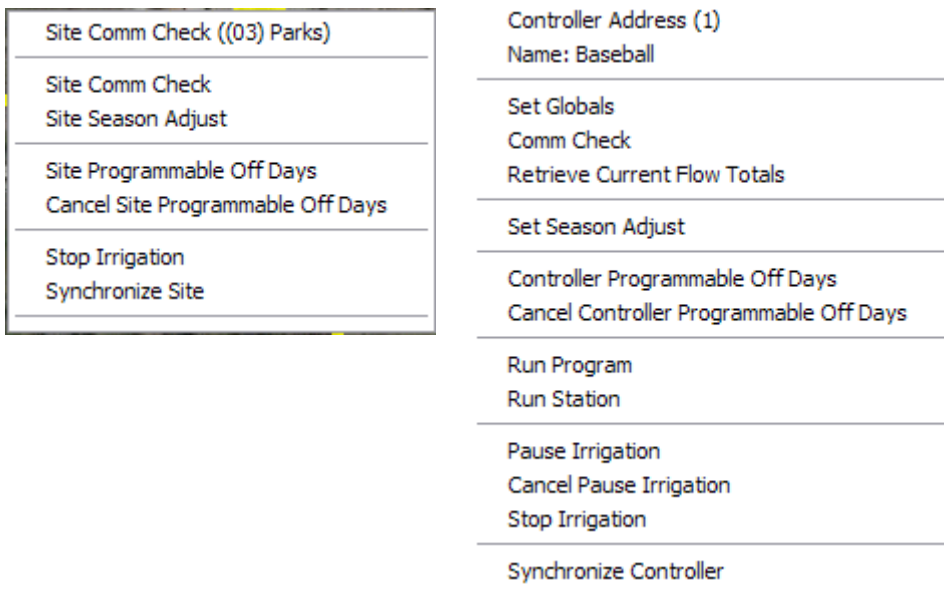 Site Comm Check ((03) Parks)
Site Comm Check
Site Season Adjust
Site Programmable Off Days
Cancel Site Programmable Off Days
Stop Irrigation
Synchronize Site
Controller Address (1)
Name: Baseball
Set Globals
Comm Check
Retrieve Current Flow Totals
Set Season Adjust
Controller Programmable Off Days
Cancel Controller Programmable Off Days
Run Program
Run Station
Pause Irrigation
Cancel Pause Irrigation
Stop Irrigation
Synchronize Controller